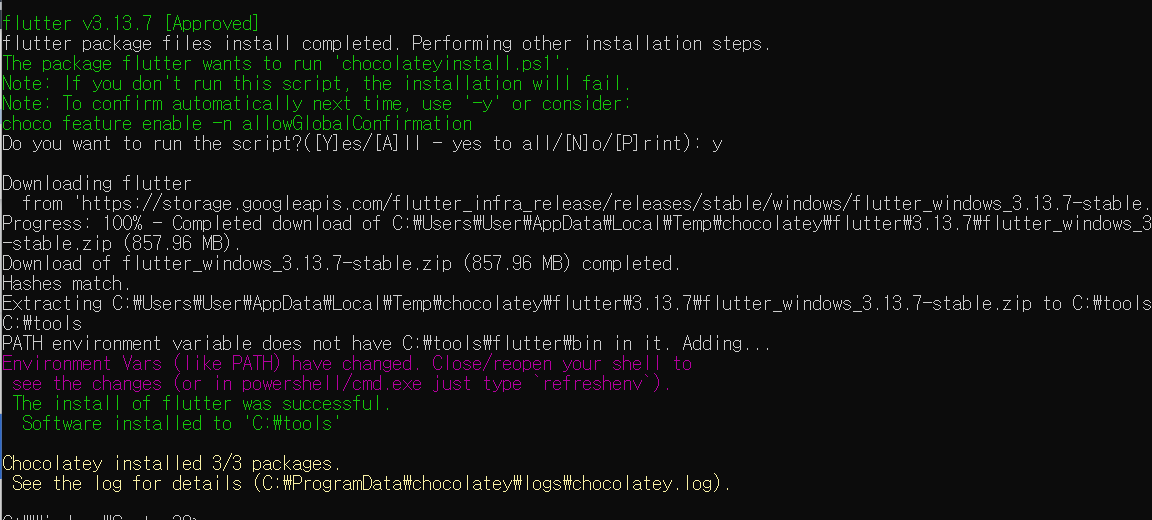 flutter v3.13.7 [Approved]
flutter package files install completed. Performing other installation steps.
The package flutter wants to run 'chocolateyinstall.ps1'.
Note: If you don't run this script, the installation will fail.
Note: To confirm automatically next time, use '-y' or consider:
choco feature enable -n allowGlobalConfirmation
Do you want to run the script?([Y]es/[A]ll - yes to all/[N]o/[P]rint): y
Downloading flutter
from 'https://storage.googleapis.com/flutter_infra_release/releases/stable/windows/flutter_windows_3.13.7-stable.
Progress: 100% - Completed download of C:₩Users₩User₩AppData₩Local₩Temp₩chocolatey₩flutter₩3.13.7₩flutter_windows_3
-stable.zip (857.96 MB).
Download of flutter_windows_3.13.7-stable.zip (857.96 MB) completed.
Hashes match.
Extracting C:₩Users₩User₩AppData₩Local₩Temp₩chocolatey₩flutter₩3.13.7₩flutter_windows_3.13.7-stable.zip to C:₩tools
C:₩tools
PATH environment variable does not have C:₩tools₩flutter₩bin in it. Adding...
Environment Vars (like PATH) have changed. Close/reopen your shell to
see the changes (or in powershell/cmd.exe just type `refreshenv`).
The install of flutter was successful.
Software installed to 'C:₩tools'
Chocolatey installed 3/3 packages.
See the log for details (C:₩ProgramData₩chocolatey₩logs₩chocolatey.log).